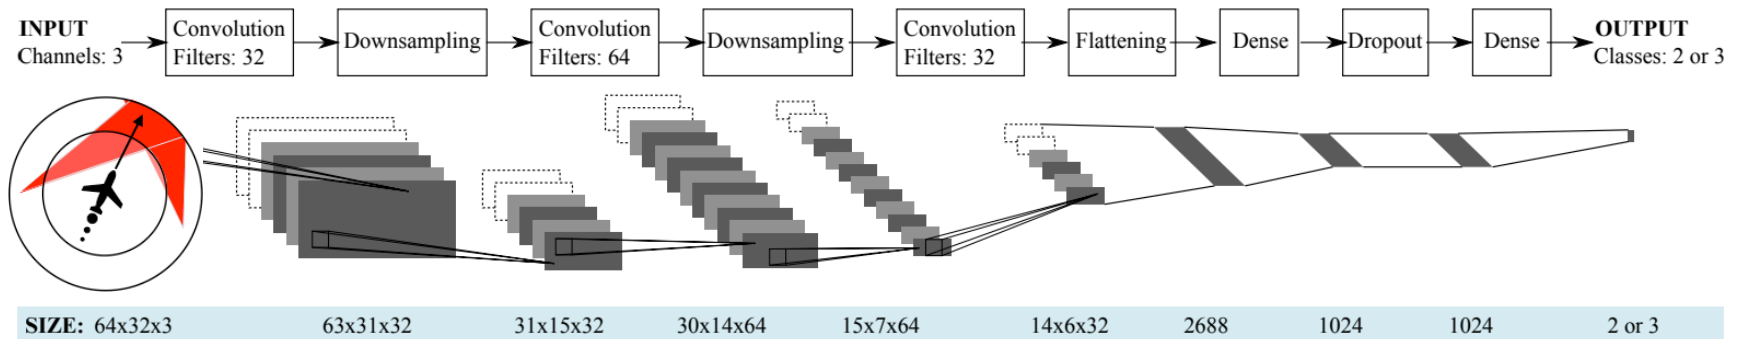 INPUT
Channels: 3
Convolution
Filters: 32
Downsampling
Convolution
Filters: 64
Downsampling
Convolution
Filters: 32
Flattening
Dense
Dropout
Dense
OUTPUT
Classes: 2 or 3
SIZE: 64x32x3 63x31x32 31x15x32 30x14x64 15x7x64 14x6x32 2688 1024 1024 2 or 3